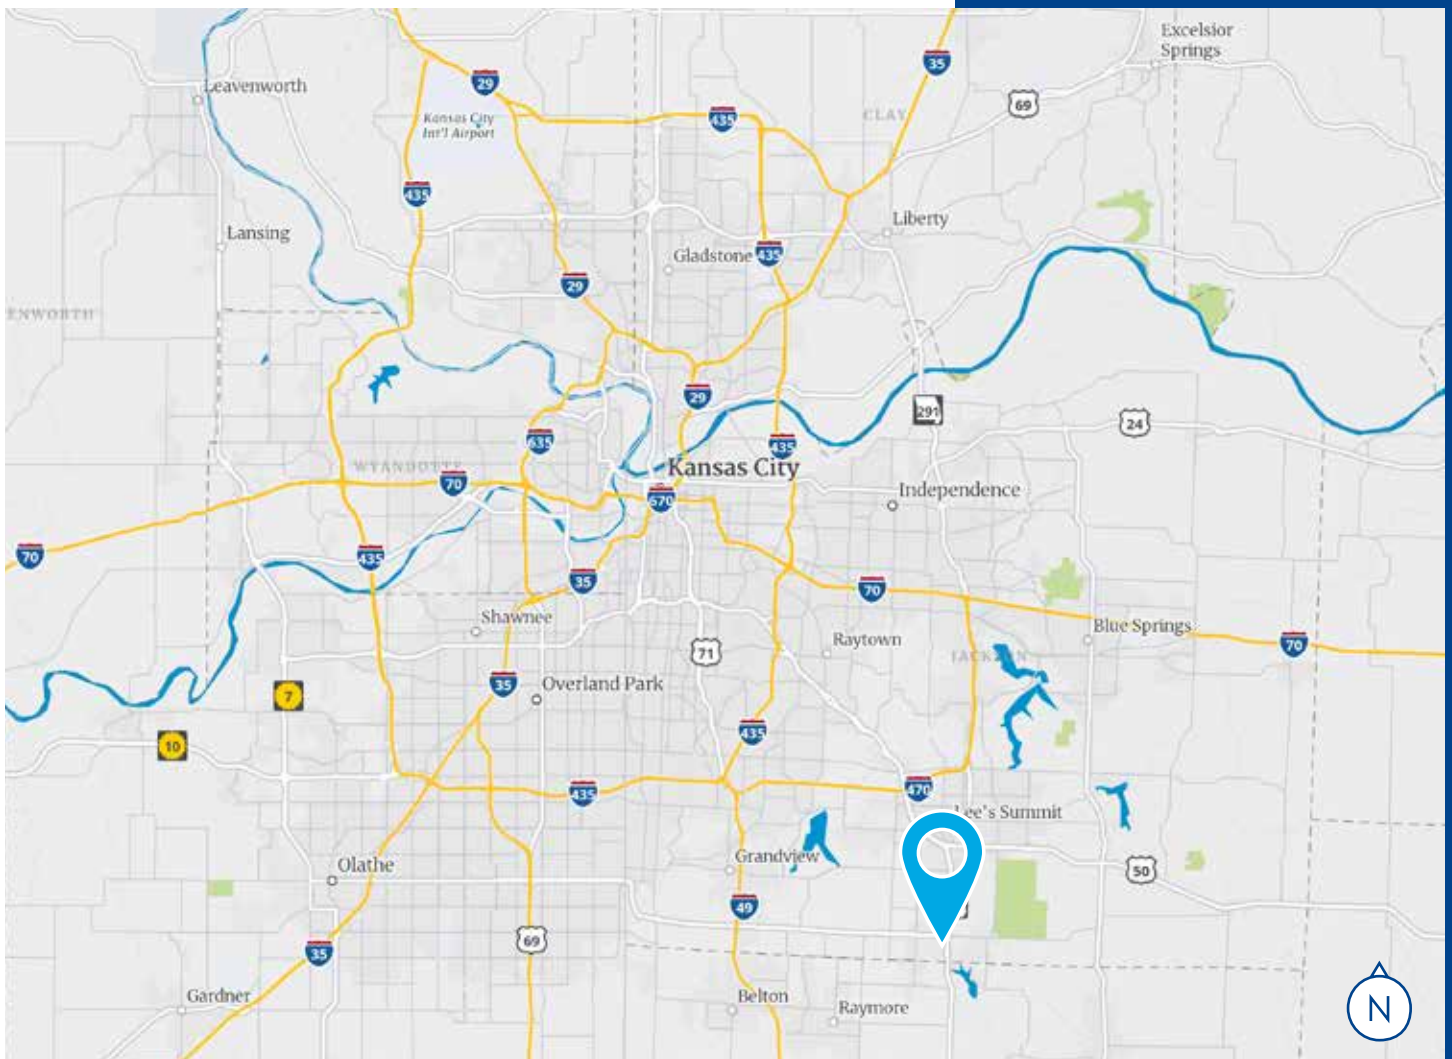 Excelsior
Springs
35
29
Leavenworth
69
Kansas City
Int'l Airport
435
CLAY
435
Liberty
Lansing
Gladstone
435
29
ENWORTH
29
291
24
635
435
WYANDOTTE
Kansas City
70
670
Independence
70
435
35
70
Shawnee
Blue Springs
71
Raytown
70
JACKSON
35
Overland Park
7
435
10
435
470
Lee's Summit
Grandview
Olathe
50
49
69
35
Gardner
Belton
Raymore
N